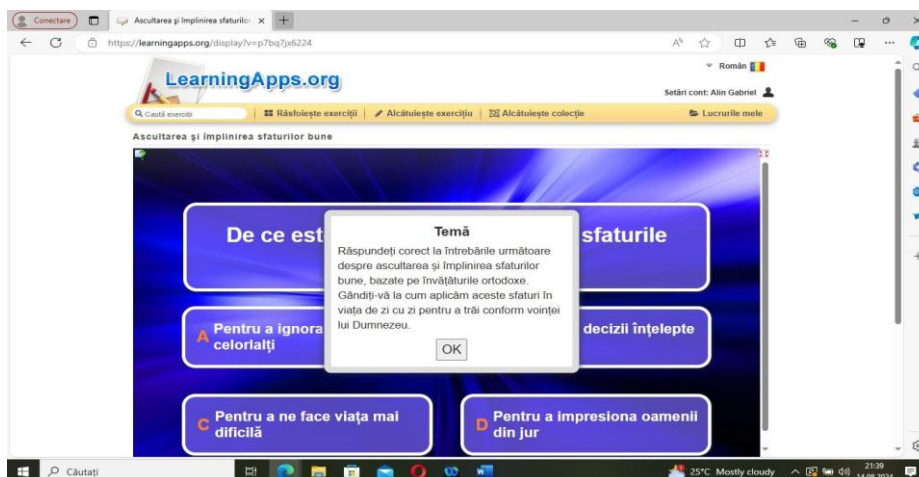 Conectare
Ascultarea și împlinirea sfaturilo
https://learningapps.org/display?v=p7bq7jx6224
LearningApps.org
Român
Setări cont: Alin Gabriel
Caută exerciții
Răsfoiește exerciții
Alcătuiește exercițiu
Alcătuiește colecție
Lucrurile mele
Ascultarea și împlinirea sfaturilor bune
De ce est
sfaturile
Temă
Răspundeți corect la întrebările următoare
despre ascultarea și împlinirea sfaturilor
bune, bazate pe învățăturile ortodoxe.
Gândiți-vă la cum aplicăm aceste sfaturi în
viața de zi cu zi pentru a trăi conform voinței
lui Dumnezeu.
OK
A Pentru a ignora
celorlalți
decizii înțelepte
C Pentru a ne face viața mai
dificilă
D Pentru a impresiona oamenii
din jur
Căutați
25°C Mostly cloudy
21:39
14.08.2024